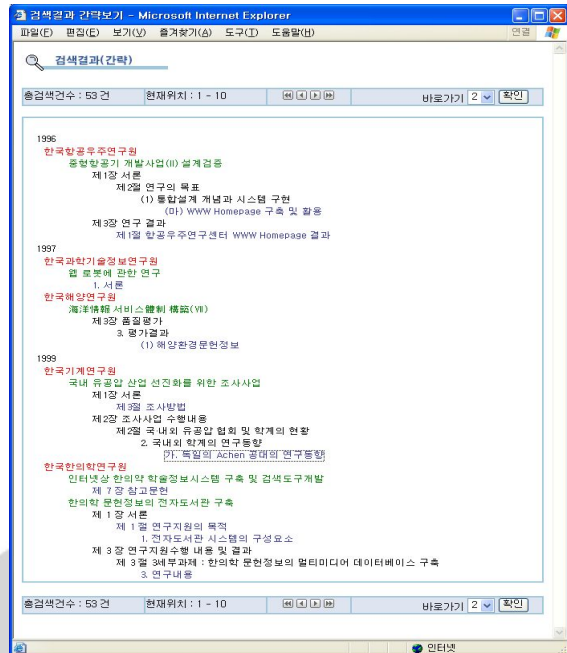 검색결과 간략보기 - Microsoft Internet Explorer
파일(F) 편집(E) 보기(V) 즐겨찾기(A) 도구(T) 도움말(H) 연결
검색결과(간략)
총검색건수 : 53 건 현재위치 : 1 - 10 바로가기 2 확인
1996
한국항공우주연구원
중형항공기 개발사업(II) 설계검증
제1장 서론
제2절 연구의 목표
(1) 통합설계 개념과 시스템 구현
(마) WWW Homepage 구축 및 활용
제3장 연구 결과
제1절 항공우주연구센터 WWW Homepage 결과
1997
한국과학기술정보연구원
웹 로봇에 관한 연구
1. 서론
한국해양연구원
海洋情報 서비스體制 構築(VII)
제3장 품질평가
3. 평가결과
(1) 해양환경문헌정보
1999
한국기계연구원
국내 유공압 산업 선진화를 위한 조사사업
제1장 서론
제3절 조사방법
제2장 조사사업 수행내용
제2절 국·내외 유공압 협회 및 학계의 현황
2. 국내외 학계의 연구동향
가. 독일의 Achen 공대의 연구동향
한국한의학연구원
인터넷상 한의약 학술정보시스템 구축 및 검색도구개발
제 7 장 참고문헌
한의학 문헌정보의 전자도서관 구축
제 1 장 서론
제 1 절 연구지원의 목적
1. 전자도서관 시스템의 구성요소
제 3 장 연구지원수행 내용 및 결과
제 3 절 3세부과제 : 한의학 문헌정보의 멀티미디어 데이터베이스 구축
3. 연구내용
총검색건수 : 53 건 현재위치 : 1 - 10 바로가기 2 확인
인터넷